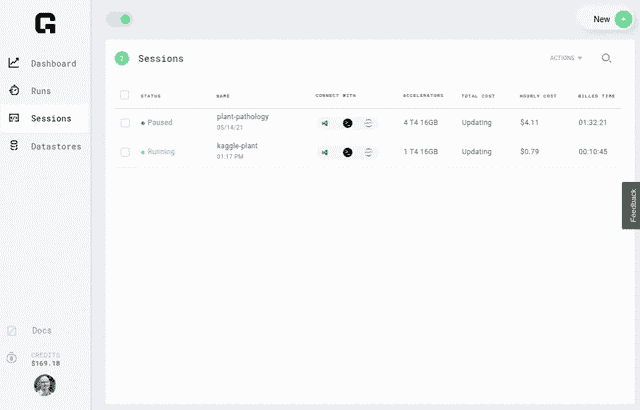 New +
Dashboard
Runs
Sessions
Datastores
Docs
CREDITS
$169.18
2 Sessions
ACTIONS
STATUS NAME CONNECT WITH ACCELERATORS TOTAL COST HOURLY COST BILLED TIME
Paused plant-pathology 4 T4 16GB Updating $4.11 01:32:21
05/14/21
Running kaggle-plant 1 T4 16GB Updating $0.79 00:10:45
01:17 PM
Feedback